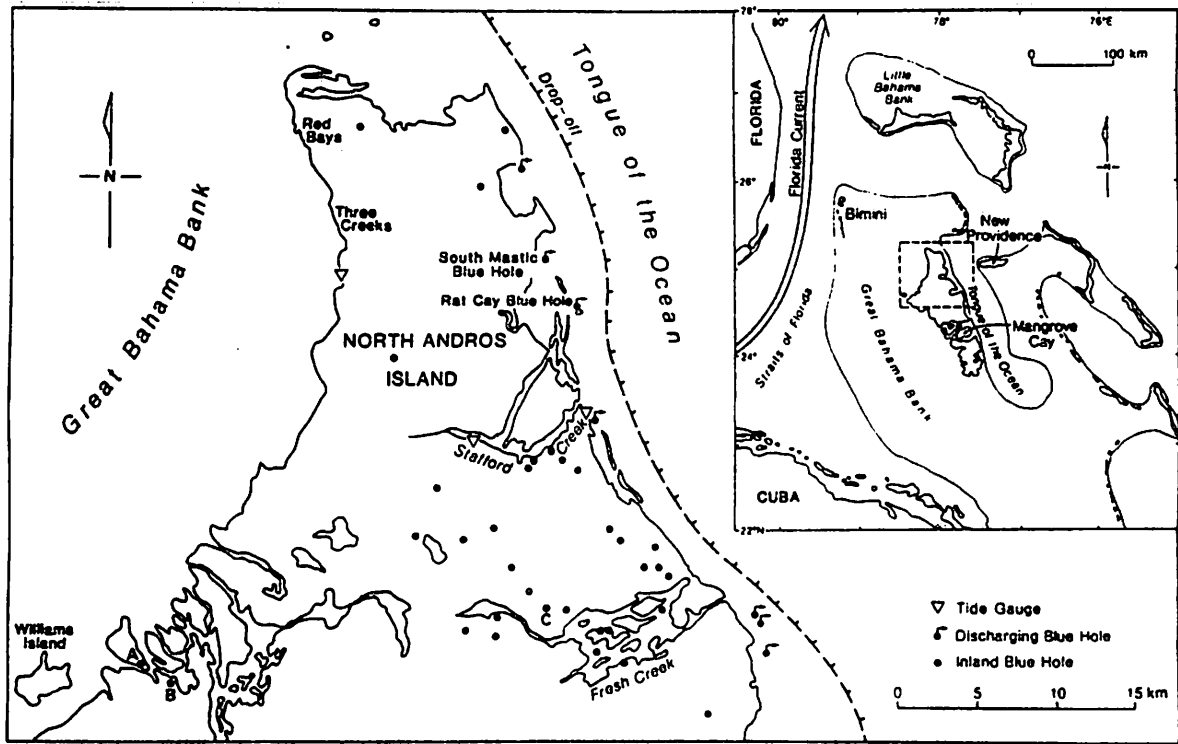 Tongue of the Ocean
Drop-off
Red
Bays
N
Great Bahama Bank
Three
Creeks
South Mastic
Blue Hole
Rat Cay Blue Hole
NORTH ANDROS
ISLAND
Stafford
Creek
C
Williams
Island
A
B
Fresh Creek
80°
78°
76°E
0 100 km
FLORIDA
Florida Current
Little
Bahama
Bank
N
26°
Bimini
New
Providence
Straits of Florida
Great Bahama Bank
Tongue of the Ocean
Mangrove
Cay
24°
CUBA
22°N
Tide Gauge
Discharging Blue Hole
Inland Blue Hole
0 5 10 15 km